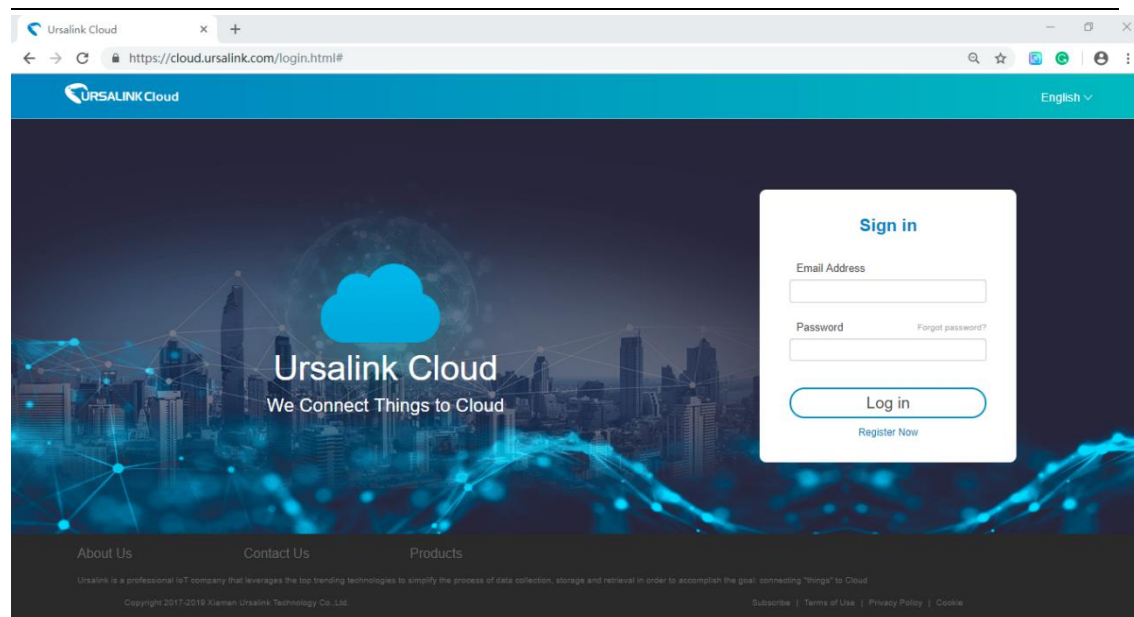 Ursalink Cloud
https://cloud.ursalink.com/login.html#
URSALINK Cloud
English
Sign in
Email Address
Password Forgot password?
Log in
Register Now
Ursalink Cloud
We Connect Things to Cloud
About Us Contact Us Products
Ursalink is a professional IoT company that leverages the top trending technologies to simplify the process of data collection, storage and retrieval in order to accomplish the goal: connecting "things" to Cloud
Copyright 2017-2019 Xiamen Ursalink Technology Co.,Ltd. Subscribe | Terms of Use | Privacy Policy | Cookie